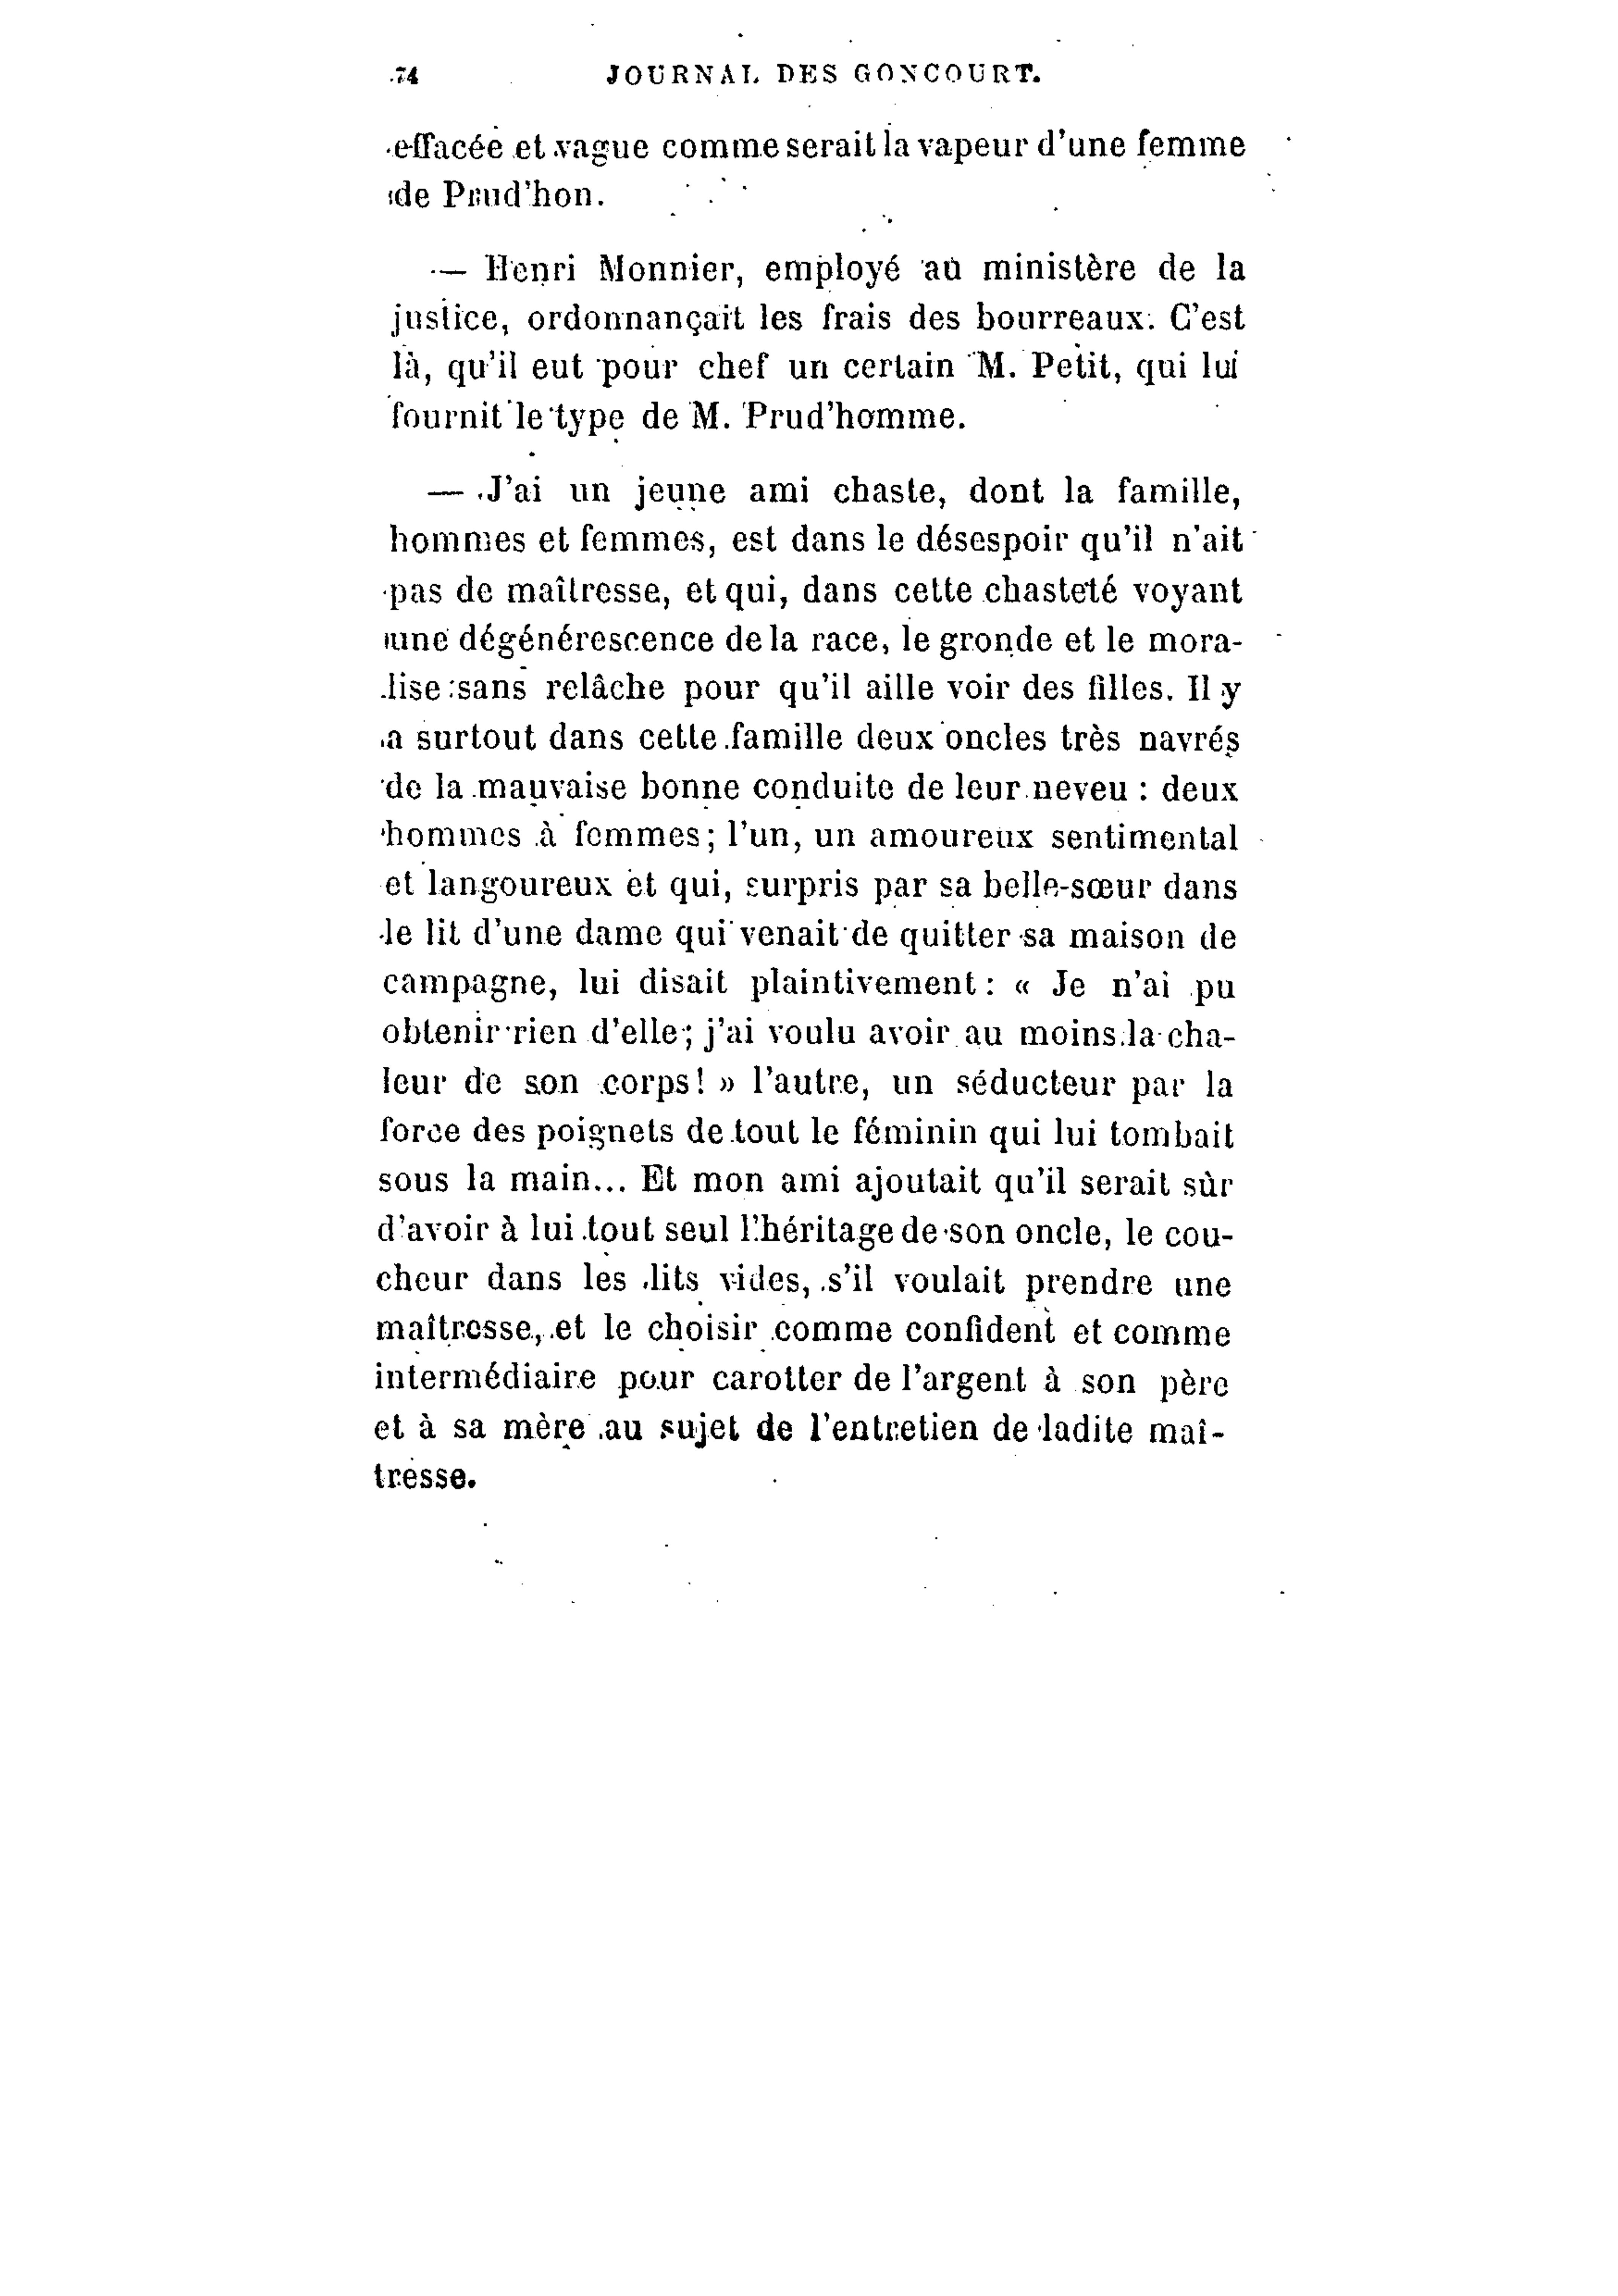 74 JOURNAL DES GONCOURT.
effacée et vague comme serait la vapeur d'une femme
de Prud'hon.
— Henri Monnier, employé au ministère de la
justice, ordonnançait les frais des bourreaux. C'est
là, qu'il eut pour chef un certain M. Petit, qui lui
fournit le type de M. Prud'homme.
— J'ai un jeune ami chaste, dont la famille,
hommes et femmes, est dans le désespoir qu'il n'ait
pas de maîtresse, et qui, dans cette chasteté voyant
une dégénérescence de la race, le gronde et le mora-
lise sans relâche pour qu'il aille voir des filles. Il y
a surtout dans cette famille deux oncles très navrés
de la mauvaise bonne conduite de leur neveu : deux
hommes à femmes; l'un, un amoureux sentimental
et langoureux et qui, surpris par sa belle-sœur dans
le lit d'une dame qui venait de quitter sa maison de
campagne, lui disait plaintivement : « Je n'ai pu
obtenir rien d'elle; j'ai voulu avoir au moins la cha-
leur de son corps! » l'autre, un séducteur par la
force des poignets de tout le féminin qui lui tombait
sous la main... Et mon ami ajoutait qu'il serait sûr
d'avoir à lui tout seul l'héritage de son oncle, le cou-
cheur dans les lits vides, s'il voulait prendre une
maîtresse, et le choisir comme confident et comme
intermédiaire pour carotter de l'argent à son père
et à sa mère au sujet de l'entretien de ladite maî-
tresse.